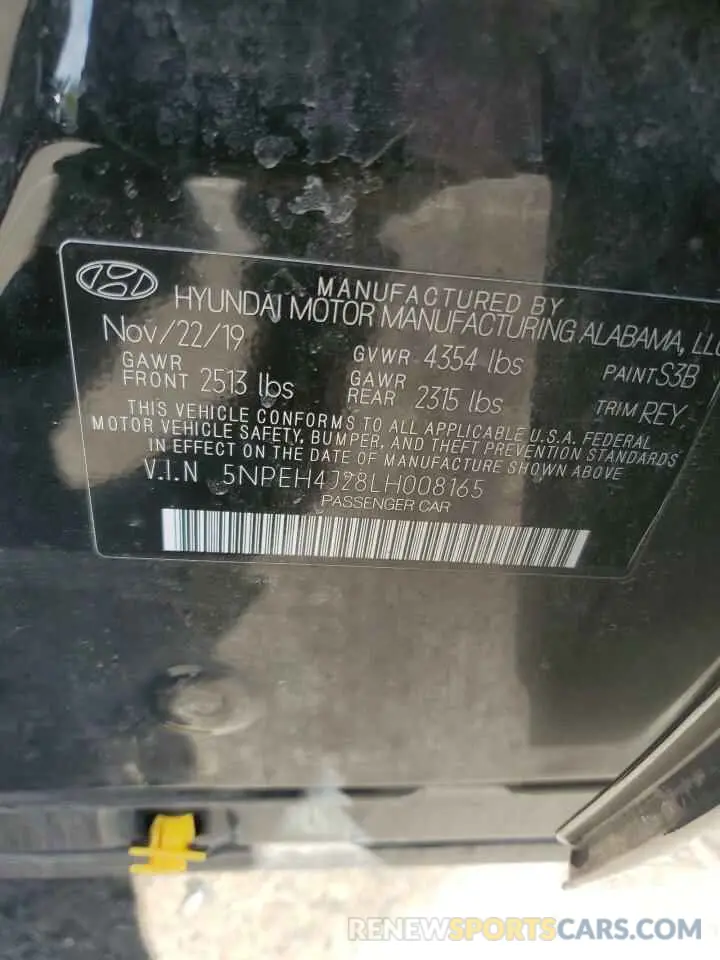 MANUFACTURED BY
HYUNDAI MOTOR MANUFACTURING ALABAMA, LLC
Nov/22/19 GVWR 4354 lbs PAINT S3B
GAWR FRONT 2513 lbs GAWR REAR 2315 lbs TRIM REY
THIS VEHICLE CONFORMS TO ALL APPLICABLE U.S.A. FEDERAL
MOTOR VEHICLE SAFETY, BUMPER, AND THEFT PREVENTION STANDARDS
IN EFFECT ON THE DATE OF MANUFACTURE SHOWN ABOVE
V.I.N 5NPEH4J28LH008165
PASSENGER CAR
RENEWSPORTSCARS.COM